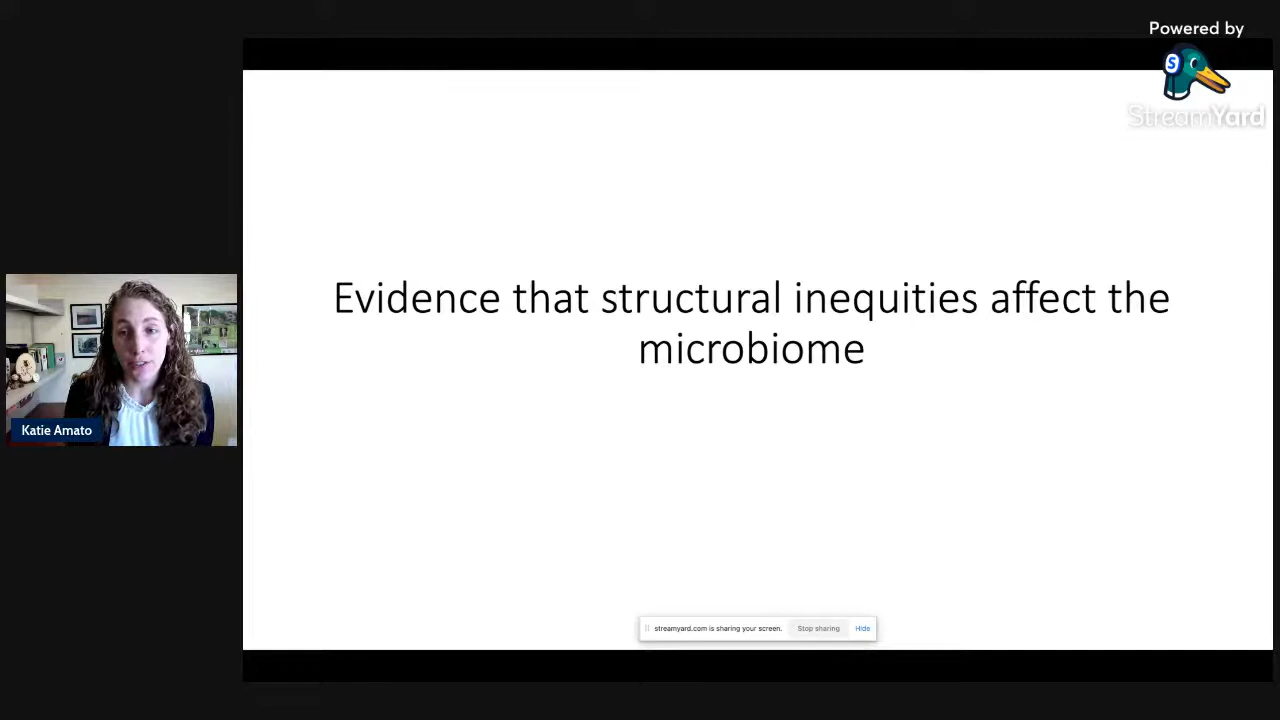 Powered by
StreamYard
Evidence that structural inequities affect the
microbiome
Katie Amato
streamyard.com is sharing your screen. Stop sharing Hide